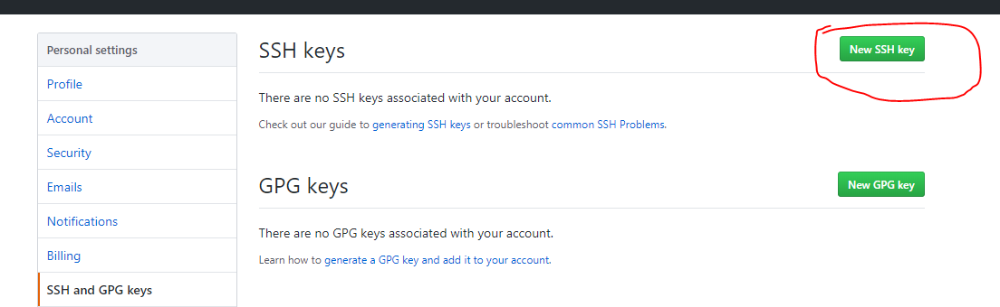 Personal settings
Profile
Account
Security
Emails
Notifications
Billing
SSH and GPG keys
SSH keys
New SSH key
There are no SSH keys associated with your account.
Check out our guide to generating SSH keys or troubleshoot common SSH Problems.
GPG keys
New GPG key
There are no GPG keys associated with your account.
Learn how to generate a GPG key and add it to your account.